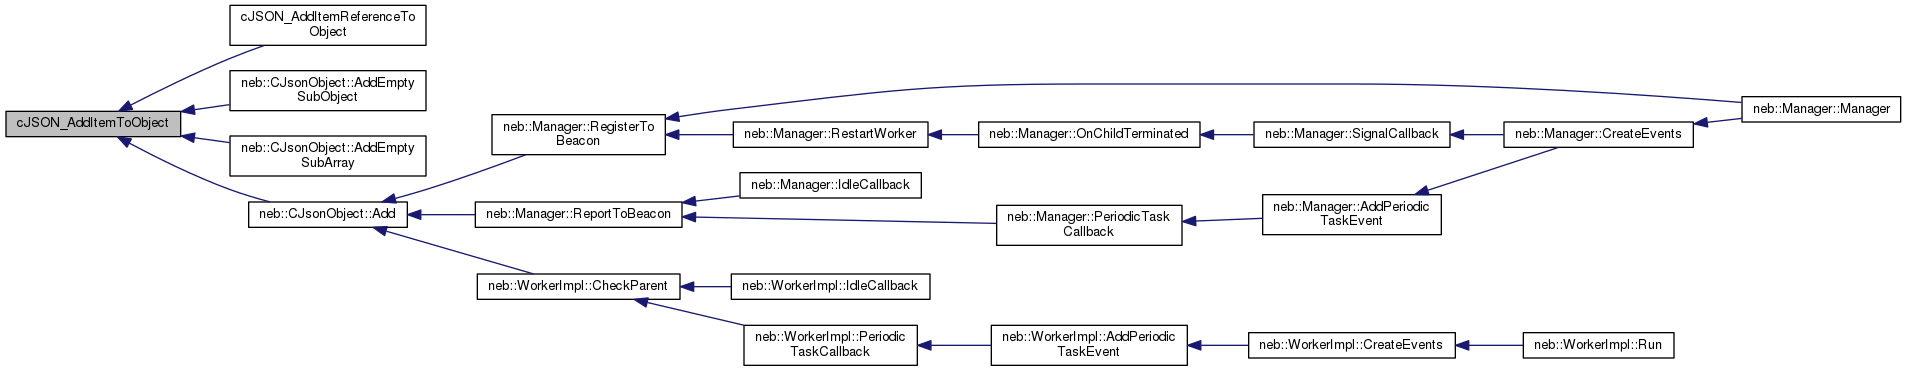 cJSON_AddItemReferenceTo
Object
neb::CJsonObject::AddEmpty
SubObject
cJSON_AddItemToObject
neb::CJsonObject::AddEmpty
SubArray
neb::CJsonObject::Add
neb::Manager::RegisterTo
Beacon
neb::Manager::RestartWorker
neb::Manager::OnChildTerminated
neb::Manager::SignalCallback
neb::Manager::CreateEvents
neb::Manager::Manager
neb::Manager::ReportToBeacon
neb::Manager::IdleCallback
neb::Manager::PeriodicTask
Callback
neb::Manager::AddPeriodic
TaskEvent
neb::WorkerImpl::CheckParent
neb::WorkerImpl::IdleCallback
neb::WorkerImpl::Periodic
TaskCallback
neb::WorkerImpl::AddPeriodic
TaskEvent
neb::WorkerImpl::CreateEvents
neb::WorkerImpl::Run